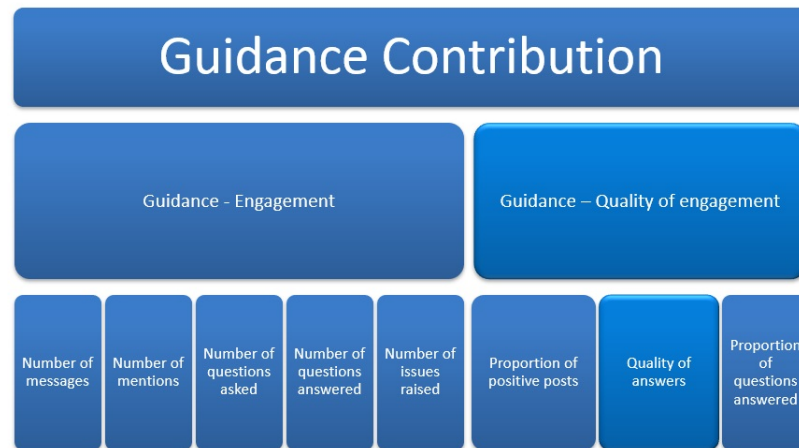 Guidance Contribution
Guidance - Engagement
Guidance – Quality of engagement
Number of
messages
Number of
mentions
Number of
questions
asked
Number of
questions
answered
Number of
issues
raised
Proportion of
positive posts
Quality of
answers
Proportion
of
questions
answered